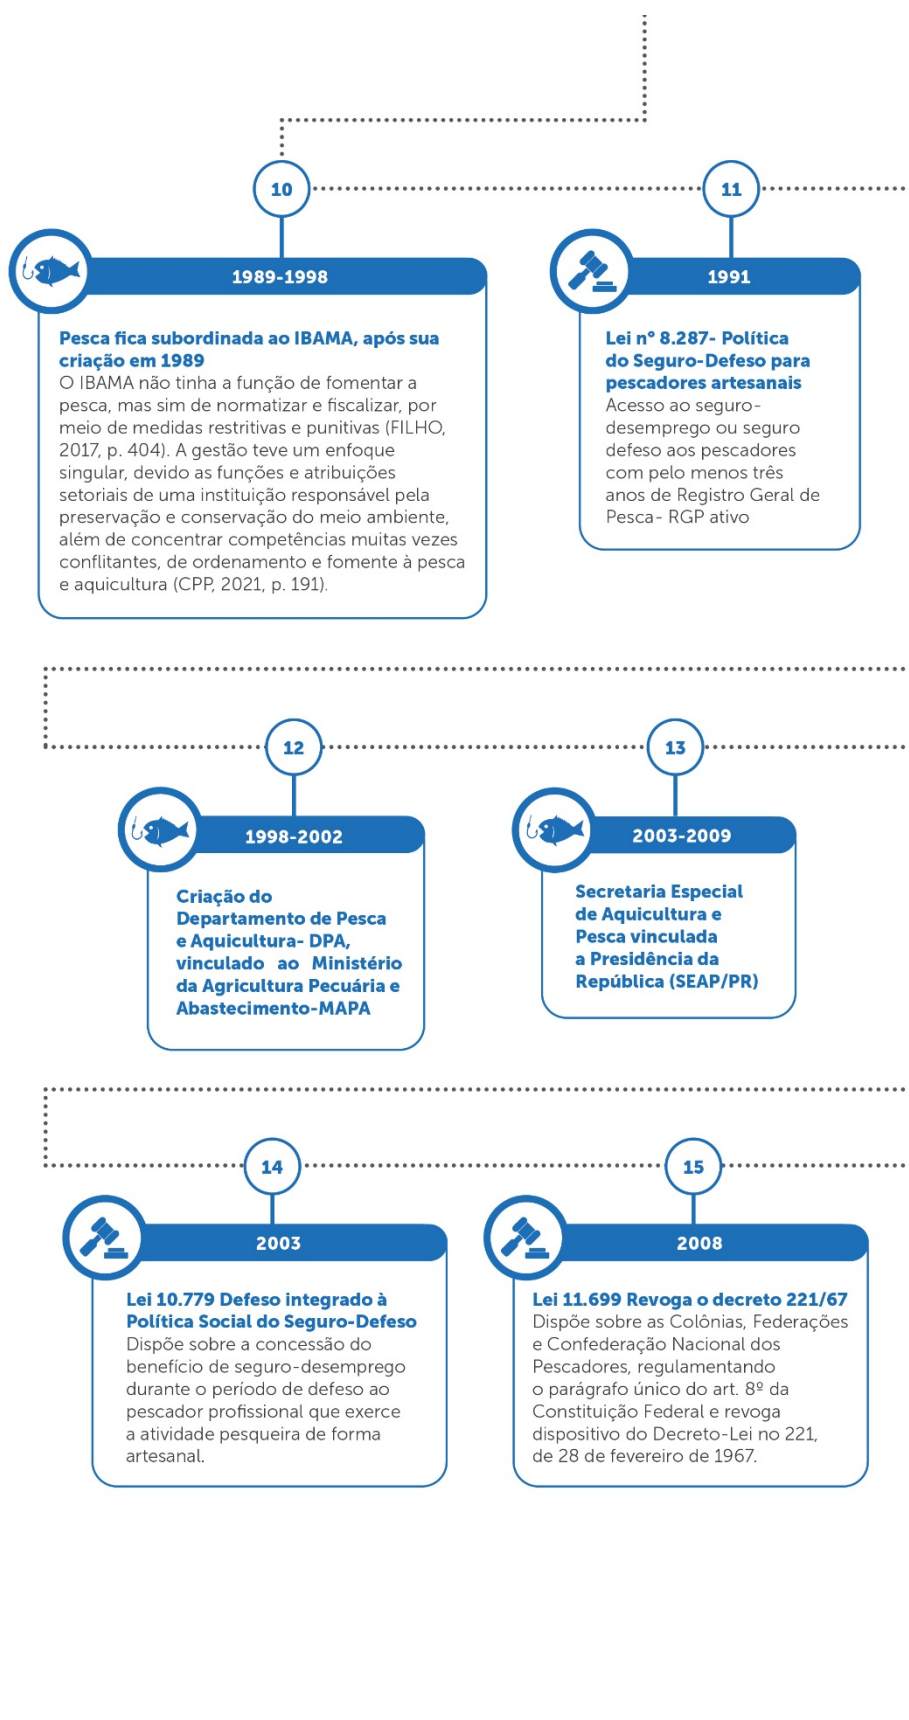 10
1989-1998
Pesca fica subordinada ao IBAMA, após sua
criação em 1989
O IBAMA não tinha a função de fomentar a
pesca, mas sim de normatizar e fiscalizar, por
meio de medidas restritivas e punitivas (FILHO,
2017, p. 404). A gestão teve um enfoque
singular, devido as funções e atribuições
setoriais de uma instituição responsável pela
preservação e conservação do meio ambiente,
além de concentrar competências muitas vezes
conflitantes, de ordenamento e fomente à pesca
e aquicultura (CPP, 2021, p. 191).
11
1991
Lei nº 8.287- Política
do Seguro-Defeso para
pescadores artesanais
Acesso ao seguro-
desemprego ou seguro
defeso aos pescadores
com pelo menos três
anos de Registro Geral de
Pesca- RGP ativo
12
1998-2002
Criação do
Departamento de Pesca
e Aquicultura- DPA,
vinculado ao Ministério
da Agricultura Pecuária e
Abastecimento-MAPA
13
2003-2009
Secretaria Especial
de Aquicultura e
Pesca vinculada
a Presidência da
República (SEAP/PR)
14
2003
Lei 10.779 Defeso integrado à
Política Social do Seguro-Defeso
Dispõe sobre a concessão do
benefício de seguro-desemprego
durante o período de defeso ao
pescador profissional que exerce
a atividade pesqueira de forma
artesanal.
15
2008
Lei 11.699 Revoga o decreto 221/67
Dispõe sobre as Colônias, Federações
e Confederação Nacional dos
Pescadores, regulamentando
o parágrafo único do art. 8º da
Constituição Federal e revoga
dispositivo do Decreto-Lei no 221,
de 28 de fevereiro de 1967.